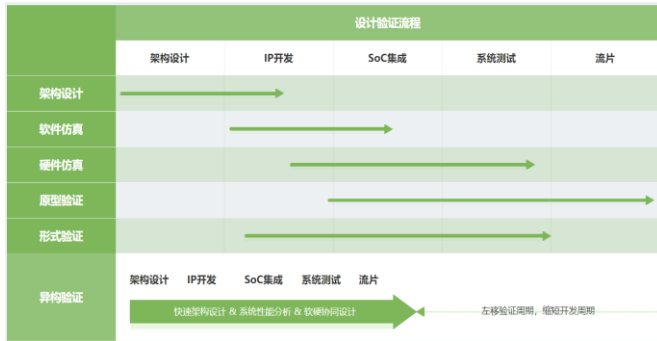 设计验证流程
架构设计 IP开发 SoC集成 系统测试 流片
架构设计
软件仿真
硬件仿真
原型验证
形式验证
异构验证
架构设计 IP开发 SoC集成 系统测试 流片
快速架构设计 & 系统性能分析 & 软硬协同设计
左移验证周期，缩短开发周期